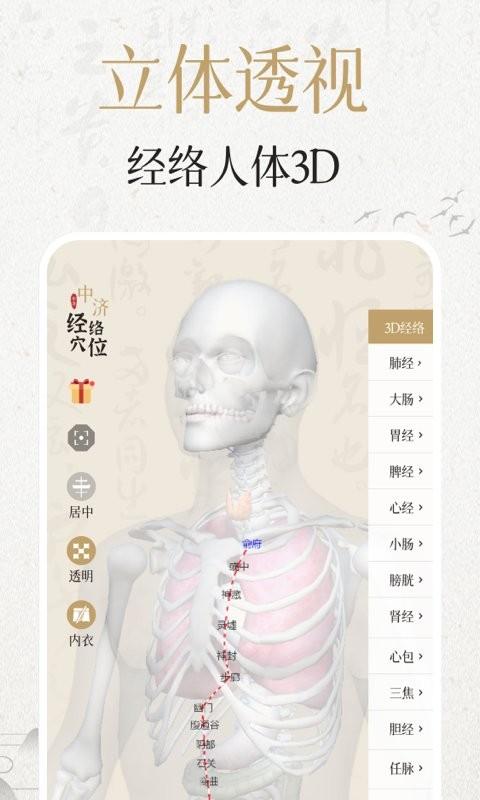 立体透视
经络人体3D
中济
经络
穴位
居中
透明
内衣
3D经络
肺经
大肠
胃经
脾经
心经
小肠
膀胱
肾经
心包
三焦
胆经
任脉
俞府
彧中
神藏
灵墟
神封
步廊
幽门
腹通谷
阴都
石关